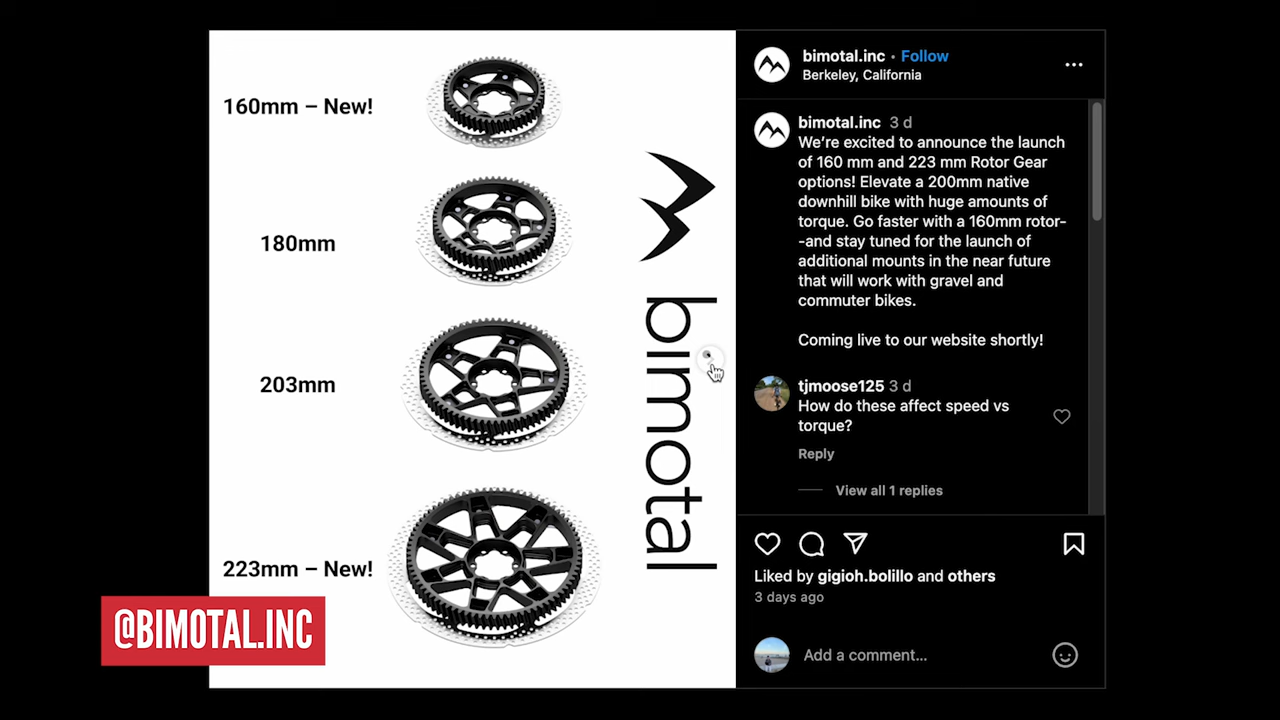 160mm – New!
180mm
203mm
223mm – New!
bimotal
@BIMOTAL.INC
bimotal.inc • Follow
Berkeley, California
bimotal.inc 3 d
We're excited to announce the launch
of 160 mm and 223 mm Rotor Gear
options! Elevate a 200mm native
downhill bike with huge amounts of
torque. Go faster with a 160mm rotor-
-and stay tuned for the launch of
additional mounts in the near future
that will work with gravel and
commuter bikes.
Coming live to our website shortly!
tjmoose125 3 d
How do these affect speed vs
torque?
Reply
View all 1 replies
Liked by gigioh.bolillo and others
3 days ago
Add a comment...